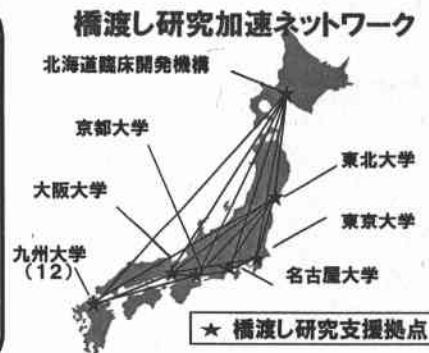 橋渡し研究加速ネットワーク
北海道臨床開発機構
京都大学
東北大学
大阪大学
東京大学
九州大学
（12）
名古屋大学
★ 橋渡し研究支援拠点